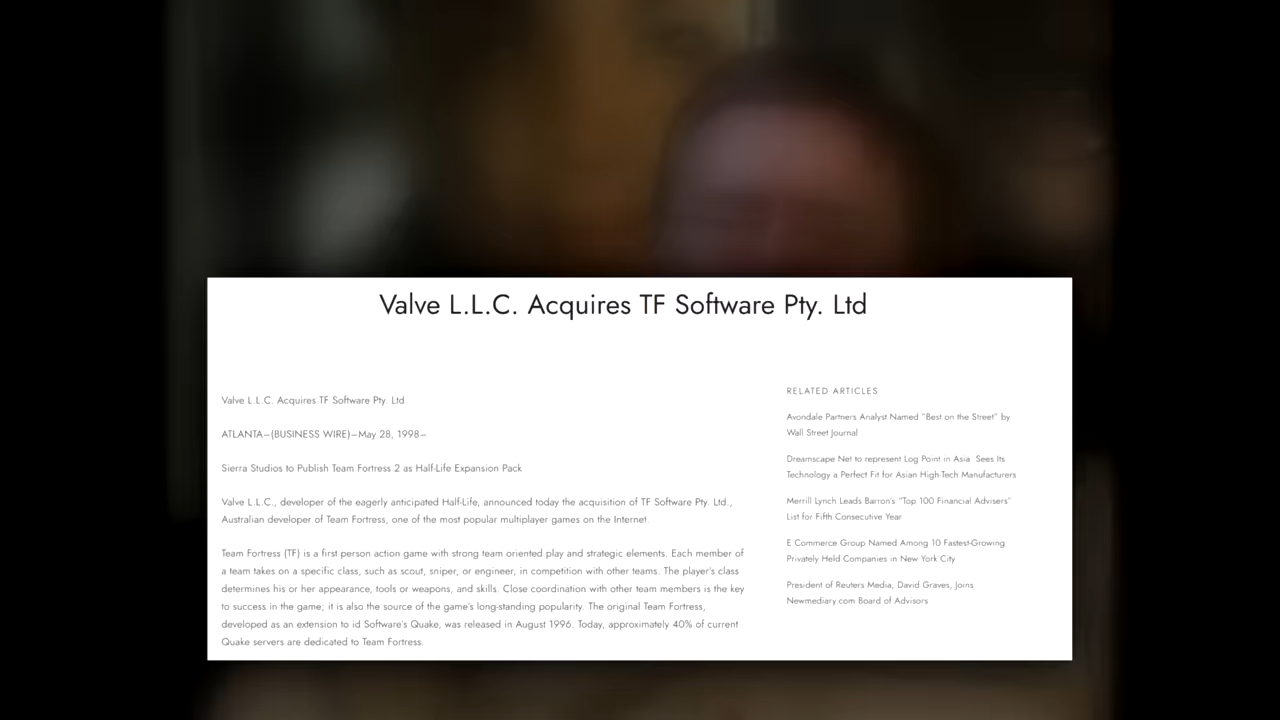 Valve L.L.C. Acquires TF Software Pty. Ltd
Valve L.L.C. Acquires TF Software Pty. Ltd
ATLANTA--(BUSINESS WIRE)--May 28, 1998--
Sierra Studios to Publish Team Fortress 2 as Half-Life Expansion Pack
Valve L.L.C., developer of the eagerly anticipated Half-Life, announced today the acquisition of TF Software Pty. Ltd.,
Australian developer of Team Fortress, one of the most popular multiplayer games on the Internet.
Team Fortress (TF) is a first person action game with strong team oriented play and strategic elements. Each member of
a team takes on a specific class, such as scout, sniper, or engineer, in competition with other teams. The player's class
determines his or her appearance, tools or weapons, and skills. Close coordination with other team members is the key
to success in the game; it is also the source of the game's long-standing popularity. The original Team Fortress,
developed as an extension to id Software's Quake, was released in August 1996. Today, approximately 40% of current
Quake servers are dedicated to Team Fortress.
RELATED ARTICLES
Avondale Partners Analyst Named "Best on the Street" by
Wall Street Journal
Dreamscape Net to represent Log Point in Asia Sees Its
Technology a Perfect Fit for Asian High-Tech Manufacturers
Merrill Lynch Leads Barron's "Top 100 Financial Advisers"
List for Fifth Consecutive Year
E Commerce Group Named Among 10 Fastest-Growing
Privately Held Companies in New York City
President of Reuters Media, David Graves, Joins
Newmediary.com Board of Advisors